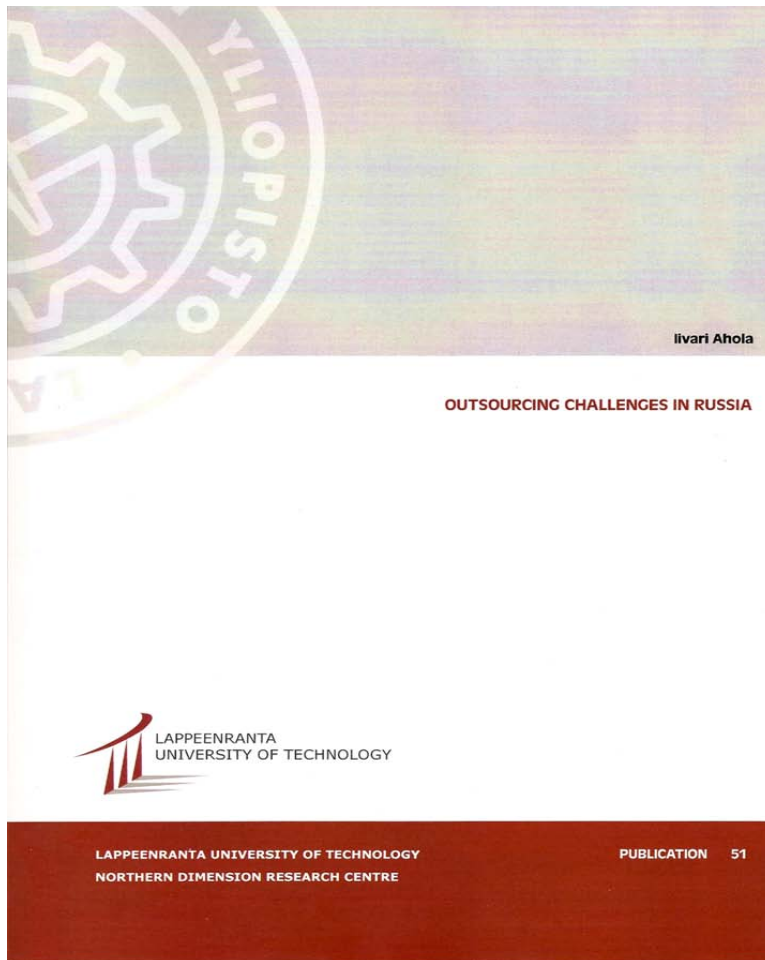 YLIOPISTO
LA
Iivari Ahola
OUTSOURCING CHALLENGES IN RUSSIA
LAPPEENRANTA
UNIVERSITY OF TECHNOLOGY
LAPPEENRANTA UNIVERSITY OF TECHNOLOGY PUBLICATION 51
NORTHERN DIMENSION RESEARCH CENTRE